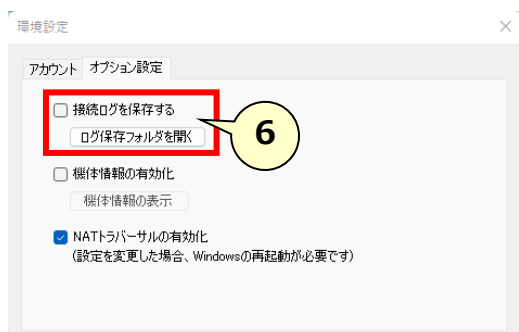 環境設定
アカウント オプション設定
接続ログを保存する
ログ保存フォルダを開く
6
機体情報の有効化
機体情報の表示
NATトラバーサルの有効化
(設定を変更した場合、Windowsの再起動が必要です)